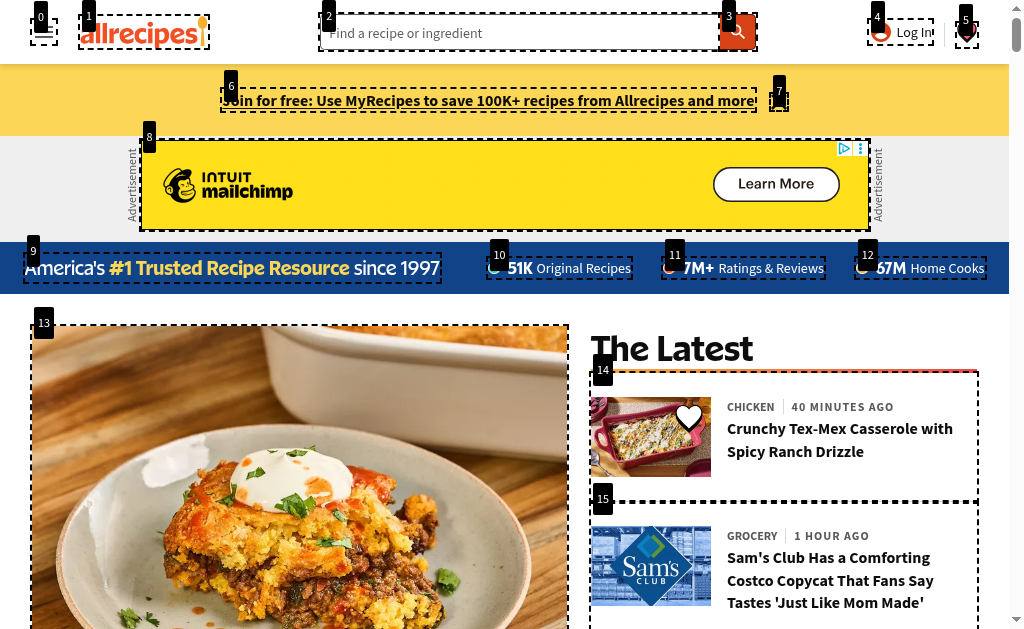 0
1
allrecipes
2
Find a recipe or ingredient
3
4
Log In
5
6
Join for free: Use MyRecipes to save 100K+ recipes from Allrecipes and more
7
8
Advertisement
INTUIT
mailchimp
Learn More
Advertisement
9
America's #1 Trusted Recipe Resource since 1997
10
51K Original Recipes
11
7M+ Ratings & Reviews
12
67M Home Cooks
13
The Latest
14
CHICKEN
40 MINUTES AGO
Crunchy Tex-Mex Casserole with
Spicy Ranch Drizzle
15
Sam's
CLUB
GROCERY
1 HOUR AGO
Sam's Club Has a Comforting
Costco Copycat That Fans Say
Tastes 'Just Like Mom Made'